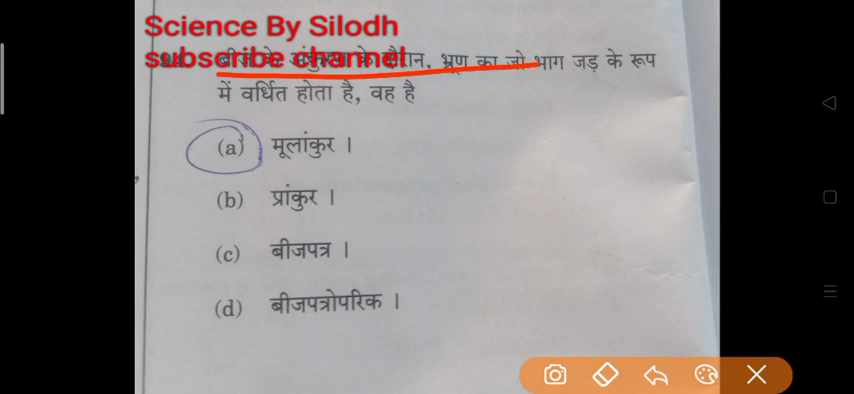 Science By Silodh
subscribe channel
के दौरान, भ्रूण का जो भाग जड़ के रूप
में वर्धित होता है, वह है
(a) मूलांकुर ।
(b) प्रांकुर ।
(c) बीजपत्र ।
(d) बीजपत्रोपरिक ।